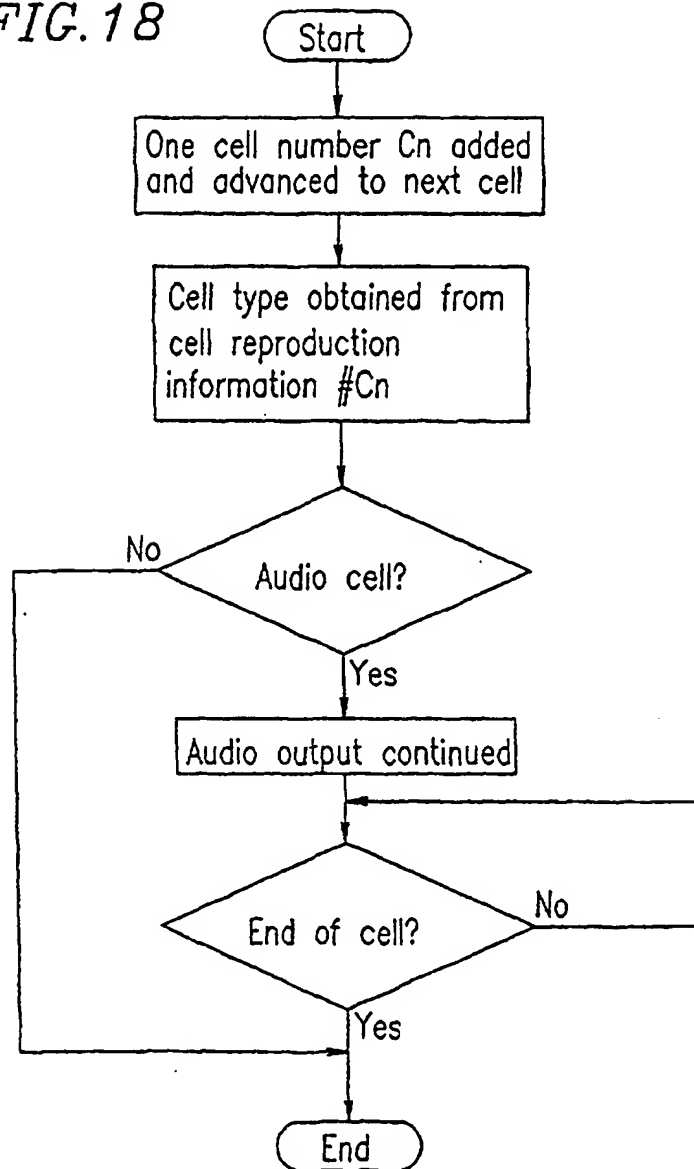 FIG. 18
Start
One cell number Cn added
and advanced to next cell
Cell type obtained from
cell reproduction
information #Cn
No
Audio cell?
Yes
Audio output continued
End of cell?
No
Yes
End